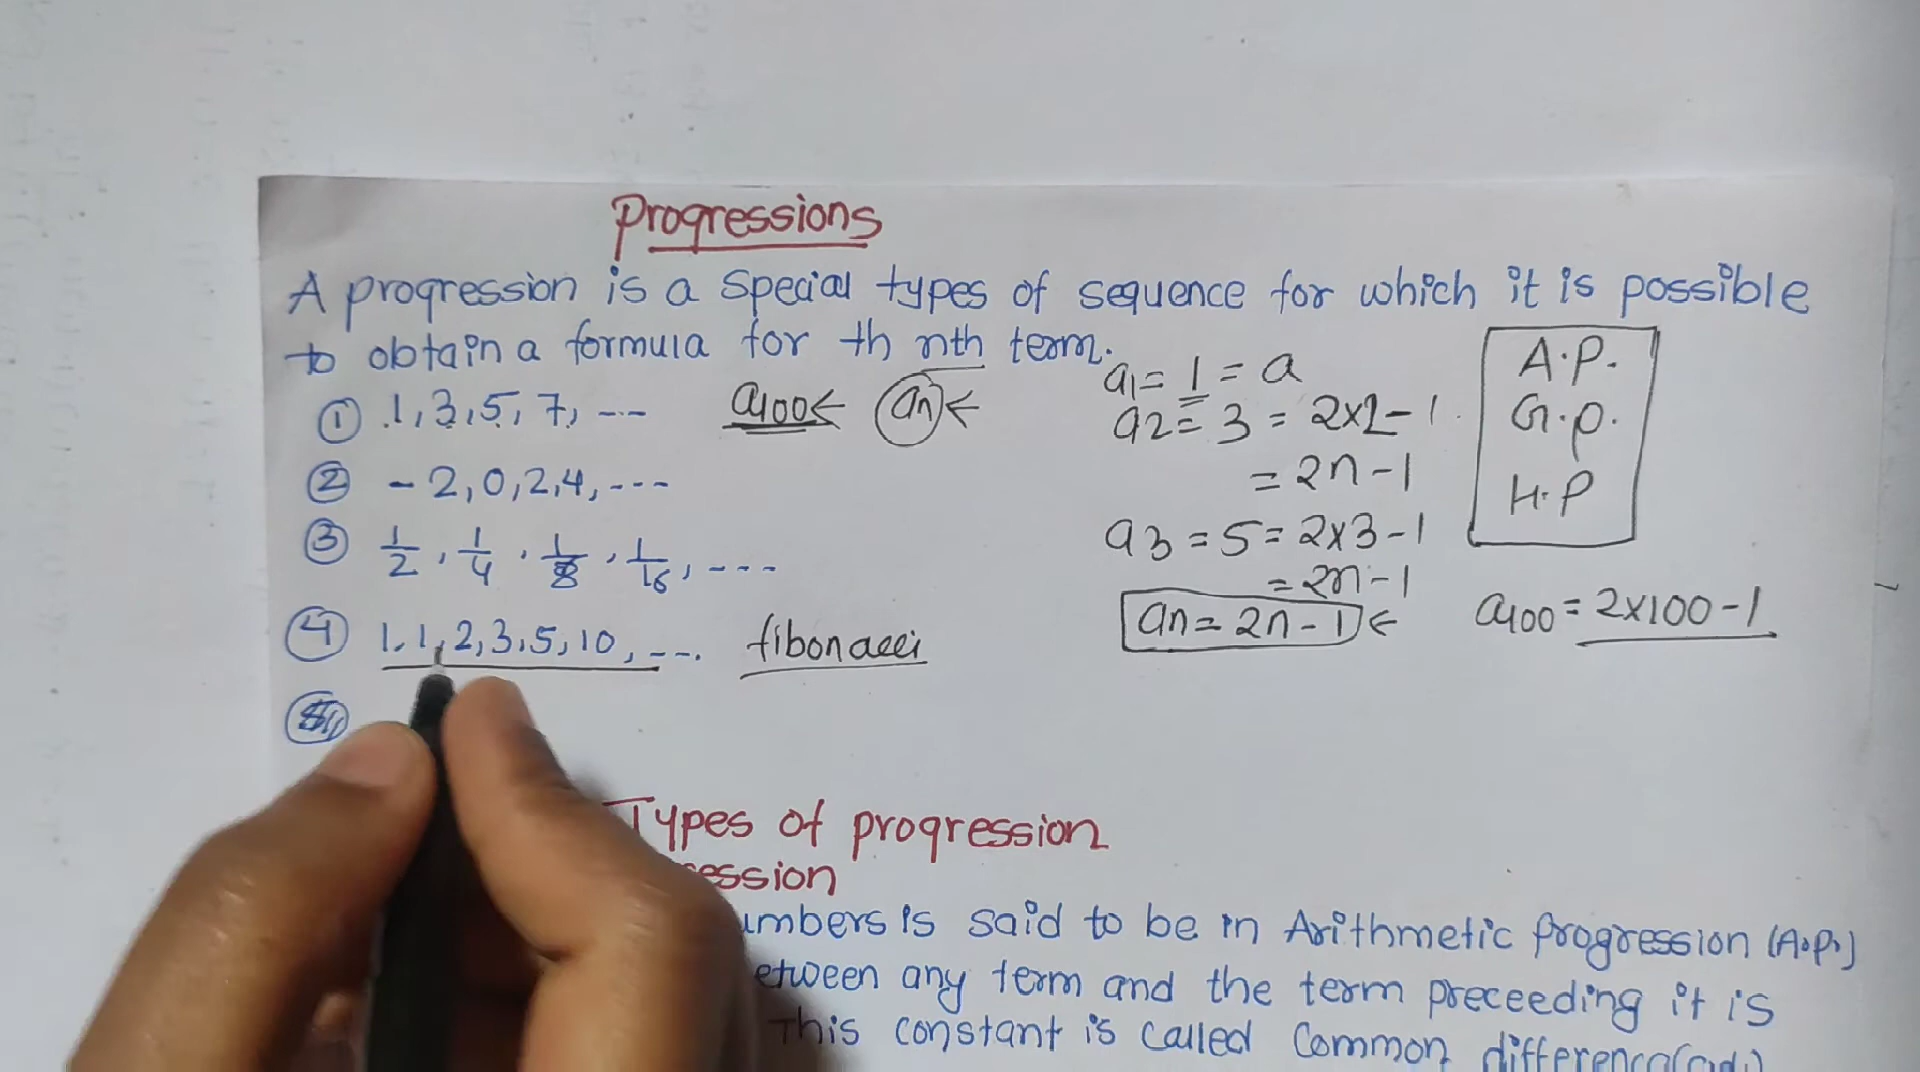 Progressions
A progression is a special types of sequence for which it is possible
to obtain a formula for th nth term.
① 1, 3, 5, 7, ---- a100← an←
② -2, 0, 2, 4, ---
③ 1/2, 1/4, 1/8, 1/16, ----
④ 1, 1, 2, 3, 5, 10, ---. fibonacci
a1 = 1 = a
a2 = 3 = 2×2-1
= 2n-1
a3 = 5 = 2×3-1
= 2n-1
an = 2n-1 ←
A.P.
G.P.
H.P
a100 = 2×100-1
Types of progression
ession
umbers is said to be in Arithmetic progression (A.P.)
etween any term and the term preceeding it is
This constant is called common difference(c.d.)